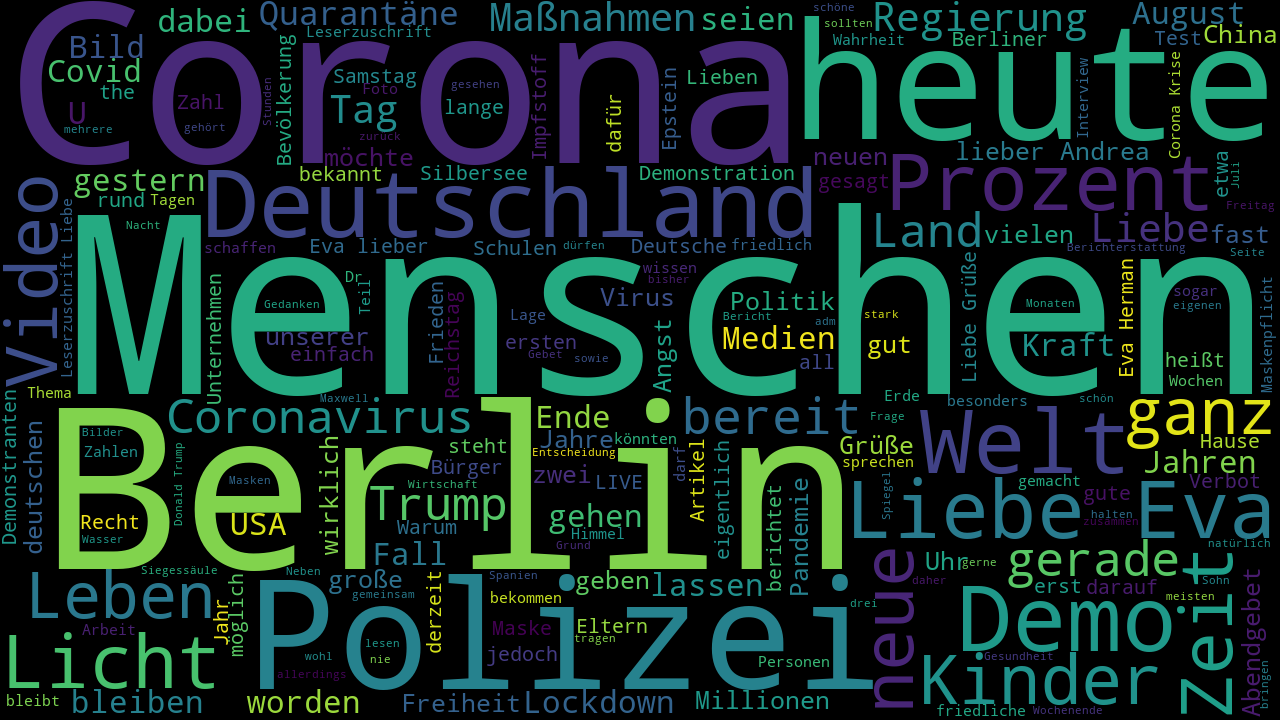 Corona
heute
Menschen
Berlin
Deutschland
Polizei
Prozent
Welt
Liebe
Eva
Demo
Kinder
Zeit
neue
Video
Licht
Leben
Land
ganz
gerade
Trump
Coronavirus
bereit
dabei
Quarantäne
Maßnahmen
seien
Regierung
August
Bild
Leserzuschrift
schöne
sollten
Wahrheit
Berliner
Test
China
Covid
the
U
mehrere
Zahl
gehört
Stunden
Bevölkerung
Samstag
Foto
Tag
zurück
lange
gesehen
Impfstoff
dafür
Epstein
Lieben
Interview
Corona Krise
möchte
bekannt
Silbersee
Demonstration
neuen
gesagt
lieber Andrea
etwa
Juli
Freitag
gestern
rund
Tagen
Nacht
Leserzuschrift Liebe
schaffen
Eva lieber
Schulen
dürfen
Deutsche
friedlich
vielen
Liebe
fast
Berichterstattung
Seite
wissen
bisher
Dr
Teil
Gedanken
Unternehmen
unserer
einfach
Frieden
Reichstag
Lage
ersten
Gebet
sowie
Virus
Angst
Politik
Bericht
adm
Medien
all
stark
gut
Liebe Grüße
Monaten
Kraft
Eva Herman
sogar
eigenen
heißt
Wochen
Maskenpflicht
Thema
Maxwell
Erde
besonders
schön
Frage
Demonstranten
deutschen
Bilder
Zahlen
Donald Trump
Masken
Recht
Wasser
USA
wirklich
steht
Bürger
Wirtschaft
Warum
Fall
Ende
Jahre
könnten
Entscheidung
zwei
LIVE
gehen
Himmel
Grund
darf
Artikel
eigentlich
berichtet
Pandemie
Grüße
sprechen
Spiegel
gemacht
gute
halten
zusammen
Hause
Jahren
Verbot
natürlich
Siegessäule
Neben
große
gemeinsam
Spanien
bekommen
geben
lassen
drei
Uhr
gerne
daher
erst
darauf
Sohn
meisten
Abendgebet
bringen
Arbeit
Jahr
möglich
derzeit
lesen
wohl
nie
allerdings
Maske
jedoch
Eltern
tragen
Personen
Gesundheit
bleibt
bleiben
worden
Freiheit
Lockdown
Millionen
friedliche
Wochenende